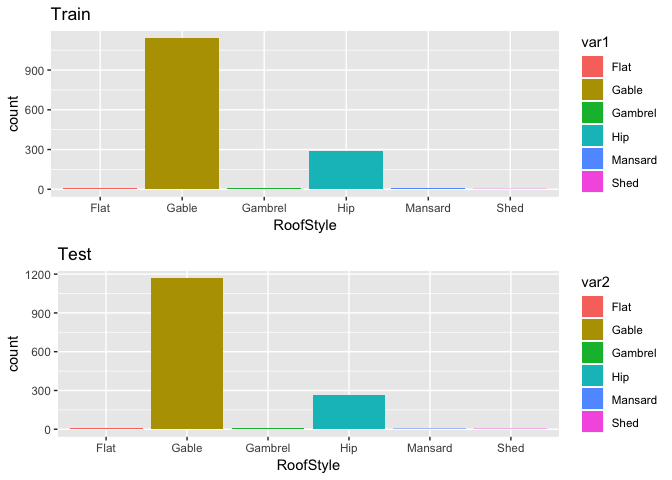 Train
count
900
600
300
0
Flat Gable Gambrel Hip Mansard Shed
RoofStyle
var1
Flat
Gable
Gambrel
Hip
Mansard
Shed
Test
count
1200
900
600
300
0
Flat Gable Gambrel Hip Mansard Shed
RoofStyle
var2
Flat
Gable
Gambrel
Hip
Mansard
Shed